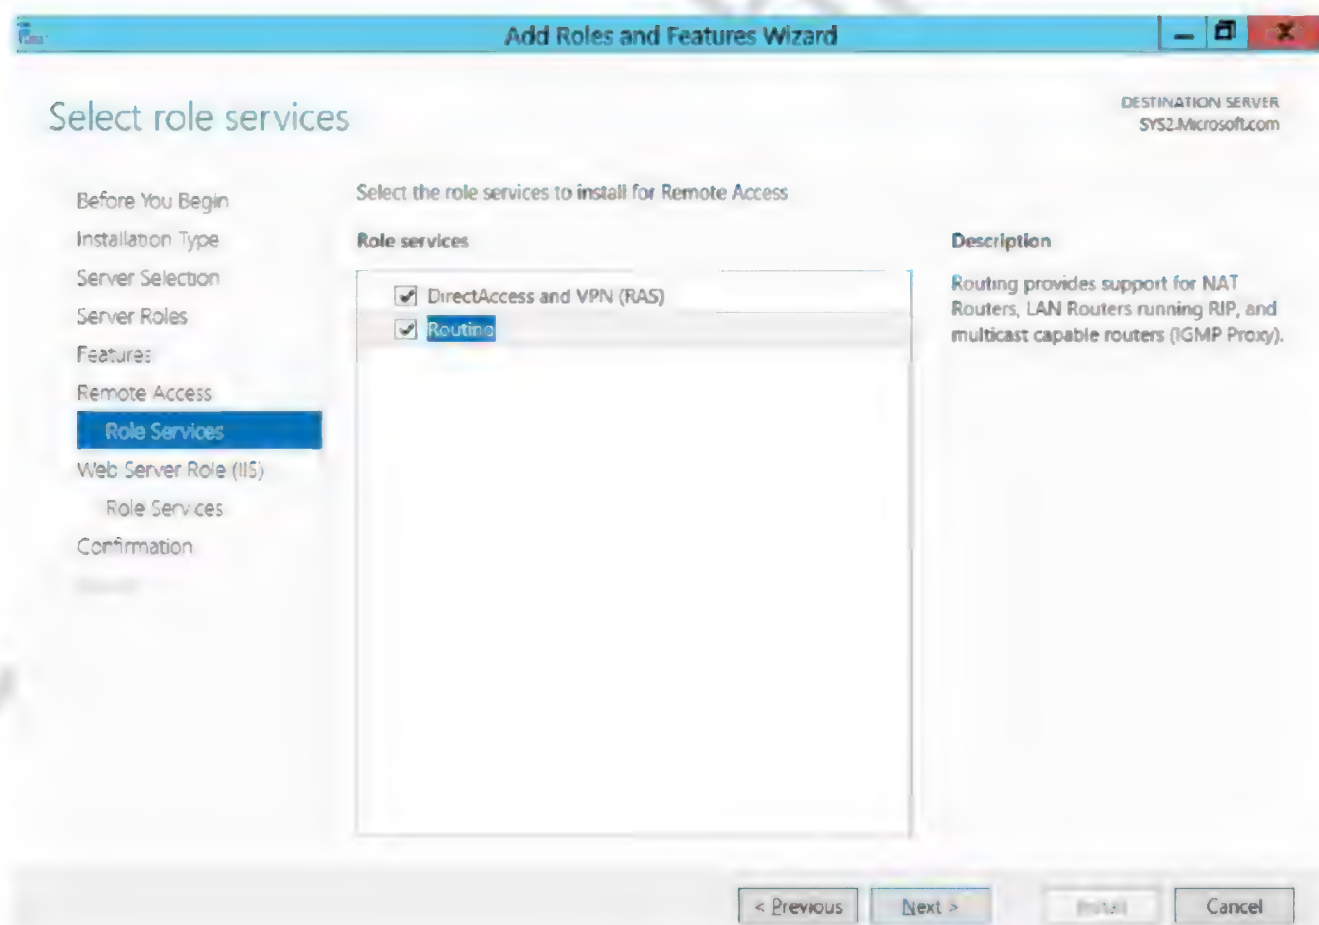 Add Roles and Features Wizard
Select role services
DESTINATION SERVER
SYS2.Microsoft.com
Before You Begin
Installation Type
Server Selection
Server Roles
Features
Remote Access
Role Services
Web Server Role (IIS)
Role Services
Confirmation
Select the role services to install for Remote Access
Role services
DirectAccess and VPN (RAS)
Routing
Description
Routing provides support for NAT
Routers, LAN Routers running RIP, and
multicast capable routers (IGMP Proxy).
< Previous
Next >
Install
Cancel